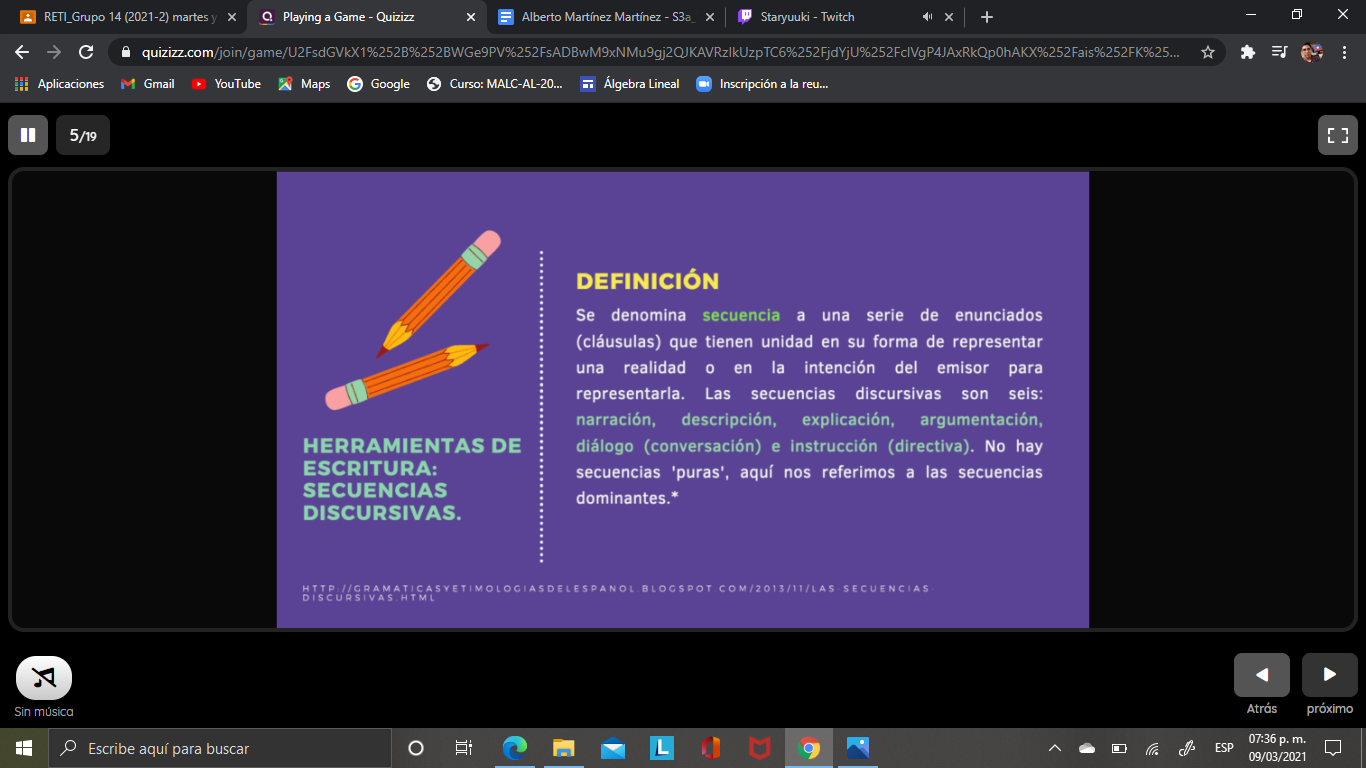 RETI_Grupo 14 (2021-2) martes y
Playing a Game - Quizizz
Alberto Martínez Martínez - S3a_
Staryuuki - Twitch
quizizz.com/join/game/U2FsdGVkX1%252B%252BWGe9PV%252FsADBwM9xNMu9gj2QJKAVRzIkUzpTC6%252FjdYjU%252FclVgP4JAxRkQp0hAKX%252Fais%252FK%25...
Aplicaciones
Gmail
YouTube
Maps
Google
Curso: MALC-AL-20...
Álgebra Lineal
Inscripción a la reu...
5/19
DEFINICIÓN
Se denomina secuencia a una serie de enunciados
(cláusulas) que tienen unidad en su forma de representar
una realidad o en la intención del emisor para
representarla. Las secuencias discursivas son seis:
narración, descripción, explicación, argumentación,
diálogo (conversación) e instrucción (directiva). No hay
secuencias 'puras', aquí nos referimos a las secuencias
dominantes.*
HERRAMIENTAS DE
ESCRITURA:
SECUENCIAS
DISCURSIVAS.
HTTP://GRAMATICASYETIMOLOGIASDELESPANOL.BLOGSPOT.COM/2013/11/LAS-SECUENCIAS-
DISCURSIVAS.HTML
Sin música
Atrás
próximo
Escribe aquí para buscar
L
ESP
07:36 p. m.
09/03/2021